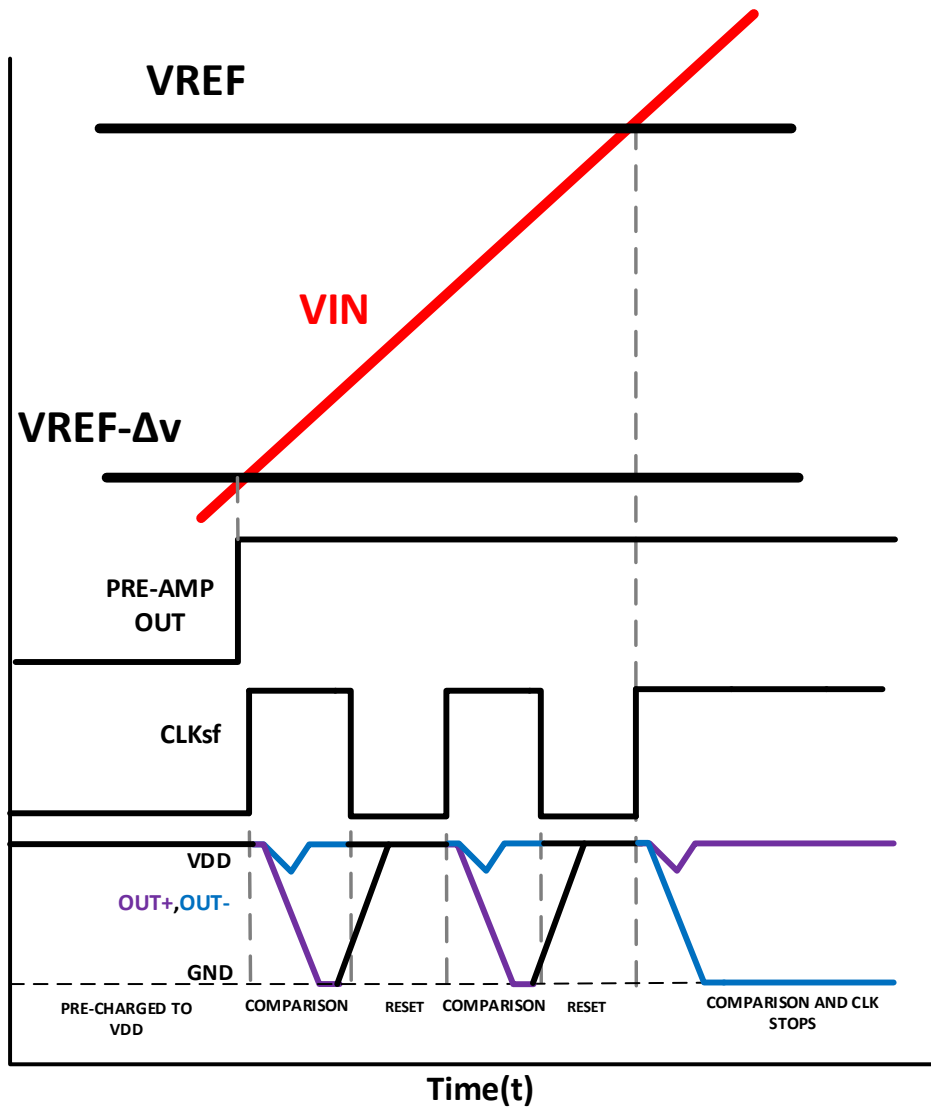 VREF
VIN
VREF-Δv
PRE-AMP
OUT
CLKsf
VDD
OUT+,OUT-
GND
PRE-CHARGED TO
VDD
COMPARISON
RESET
COMPARISON
RESET
COMPARISON AND CLK
STOPS
Time(t)